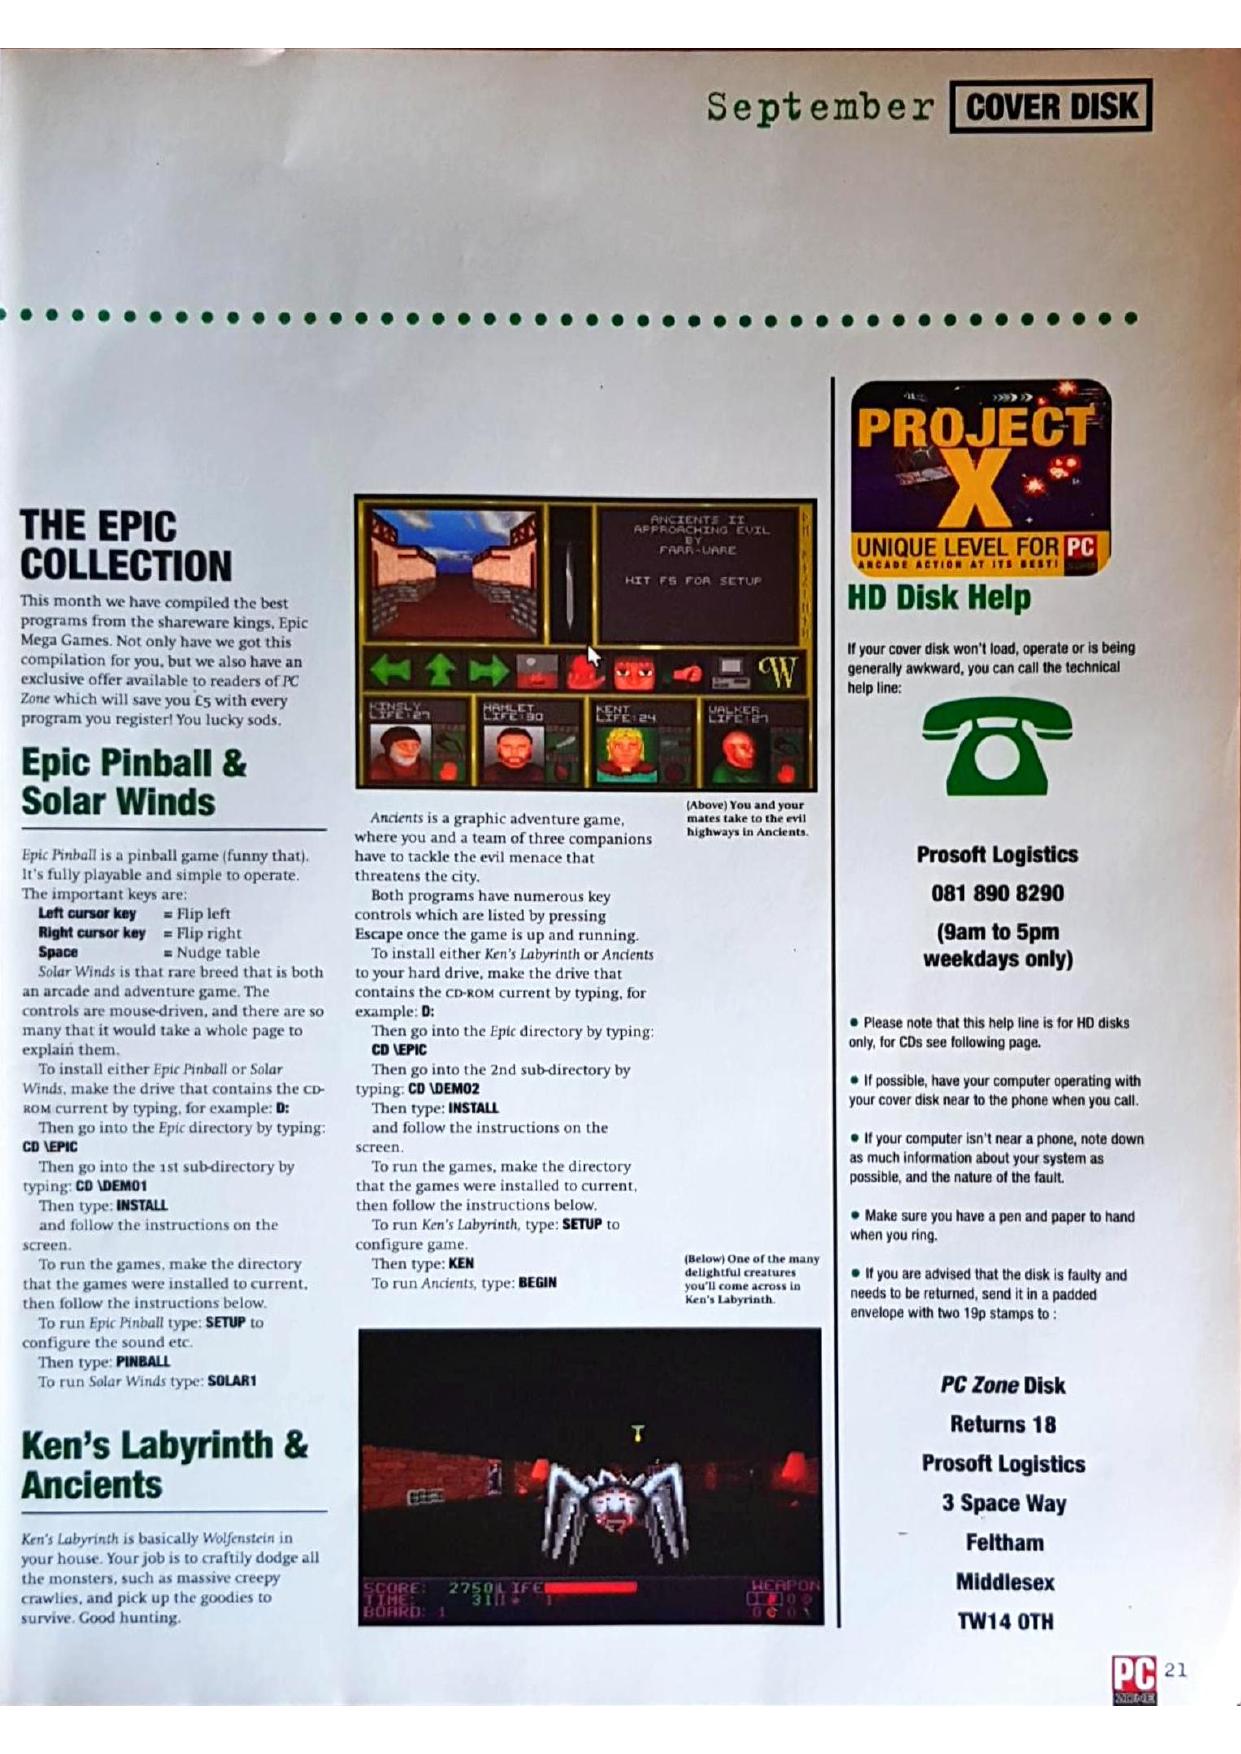 September COVER DISK
THE EPIC
COLLECTION
This month we have compiled the best
programs from the shareware kings, Epic
Mega Games. Not only have we got this
compilation for you, but we also have an
exclusive offer available to readers of PC
Zone which will save you £5 with every
program you register! You lucky sods.
Epic Pinball &
Solar Winds
Epic Pinball is a pinball game (funny that).
It's fully playable and simple to operate.
The important keys are:
Left cursor key = Flip left
Right cursor key = Flip right
Space = Nudge table
Solar Winds is that rare breed that is both
an arcade and adventure game. The
controls are mouse-driven, and there are so
many that it would take a whole page to
explain them.
To install either Epic Pinball or Solar
Winds, make the drive that contains the CD-
ROM current by typing, for example: D:
Then go into the Epic directory by typing:
CD \EPIC
Then go into the 1st sub-directory by
typing: CD \DEMO1
Then type: INSTALL
and follow the instructions on the
screen.
To run the games, make the directory
that the games were installed to current,
then follow the instructions below.
To run Epic Pinball type: SETUP to
configure the sound etc.
Then type: PINBALL
To run Solar Winds type: SOLAR1
Ken's Labyrinth &
Ancients
Ken's Labyrinth is basically Wolfenstein in
your house. Your job is to craftily dodge all
the monsters, such as massive creepy
crawlies, and pick up the goodies to
survive. Good hunting.
ANCIENTS II
APPROACHING EVIL
BY
FARR-WARE
HIT F5 FOR SETUP
W
KINSLY
LIFE:27
HAMLET
LIFE:30
KENT
LIFE:24
WALKER
LIFE:27
(Above) You and your
mates take to the evil
highways in Ancients.
Ancients is a graphic adventure game,
where you and a team of three companions
have to tackle the evil menace that
threatens the city.
Both programs have numerous key
controls which are listed by pressing
Escape once the game is up and running.
To install either Ken's Labyrinth or Ancients
to your hard drive, make the drive that
contains the CD-ROM current by typing, for
example: D:
Then go into the Epic directory by typing:
CD \EPIC
Then go into the 2nd sub-directory by
typing: CD \DEMO2
Then type: INSTALL
and follow the instructions on the
screen.
To run the games, make the directory
that the games were installed to current,
then follow the instructions below.
To run Ken's Labyrinth, type: SETUP to
configure game.
Then type: KEN
To run Ancients, type: BEGIN
(Below) One of the many
delightful creatures
you'll come across in
Ken's Labyrinth.
SCORE: 2750 LIFE
TIME: 31
BOARD: 1
WEAPON
PROJECT
X
UNIQUE LEVEL FOR PC
ARCADE ACTION AT ITS BEST!
HD Disk Help
If your cover disk won't load, operate or is being
generally awkward, you can call the technical
help line:
Prosoft Logistics
081 890 8290
(9am to 5pm
weekdays only)
• Please note that this help line is for HD disks
only, for CDs see following page.
• If possible, have your computer operating with
your cover disk near to the phone when you call.
• If your computer isn't near a phone, note down
as much information about your system as
possible, and the nature of the fault.
• Make sure you have a pen and paper to hand
when you ring.
• If you are advised that the disk is faulty and
needs to be returned, send it in a padded
envelope with two 19p stamps to :
PC Zone Disk
Returns 18
Prosoft Logistics
3 Space Way
Feltham
Middlesex
TW14 0TH
PC
ZONE
21